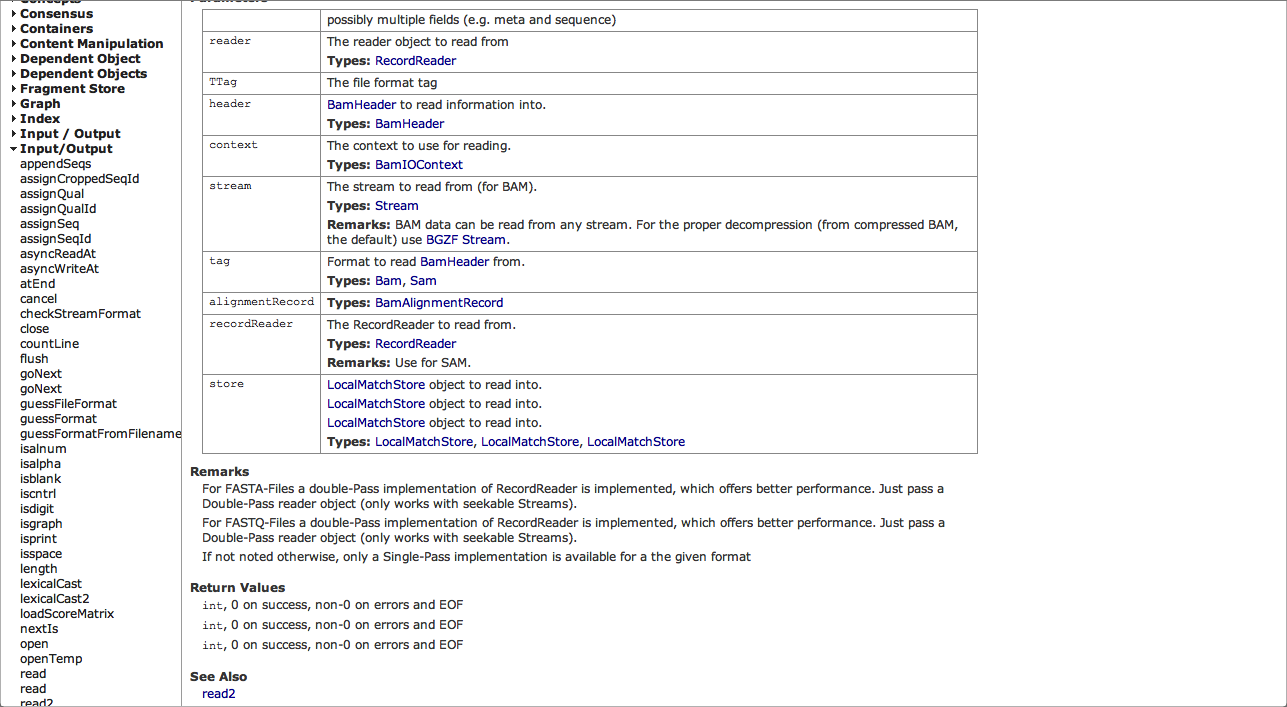 Concepts
Consensus
Containers
Content Manipulation
Dependent Object
Dependent Objects
Fragment Store
Graph
Index
Input / Output
Input/Output
appendSeqs
assignCroppedSeqId
assignQual
assignQualId
assignSeq
assignSeqId
asyncReadAt
asyncWriteAt
atEnd
cancel
checkStreamFormat
close
countLine
flush
goNext
goNext
guessFileFormat
guessFormat
guessFormatFromFilename
isalnum
isalpha
isblank
iscntrl
isdigit
isgraph
isprint
isspace
length
lexicalCast
lexicalCast2
loadScoreMatrix
nextIs
open
openTemp
read
read
read2
Parameters
possibly multiple fields (e.g. meta and sequence)
reader
The reader object to read from
Types: RecordReader
TTag
The file format tag
header
BamHeader to read information into.
Types: BamHeader
context
The context to use for reading.
Types: BamIOContext
stream
The stream to read from (for BAM).
Types: Stream
Remarks: BAM data can be read from any stream. For the proper decompression (from compressed BAM,
the default) use BGZF Stream.
tag
Format to read BamHeader from.
Types: Bam, Sam
alignmentRecord
Types: BamAlignmentRecord
recordReader
The RecordReader to read from.
Types: RecordReader
Remarks: Use for SAM.
store
LocalMatchStore object to read into.
LocalMatchStore object to read into.
LocalMatchStore object to read into.
Types: LocalMatchStore, LocalMatchStore, LocalMatchStore
Remarks
For FASTA-Files a double-Pass implementation of RecordReader is implemented, which offers better performance. Just pass a
Double-Pass reader object (only works with seekable Streams).
For FASTQ-Files a double-Pass implementation of RecordReader is implemented, which offers better performance. Just pass a
Double-Pass reader object (only works with seekable Streams).
If not noted otherwise, only a Single-Pass implementation is available for a the given format
Return Values
int, 0 on success, non-0 on errors and EOF
int, 0 on success, non-0 on errors and EOF
int, 0 on success, non-0 on errors and EOF
See Also
read2